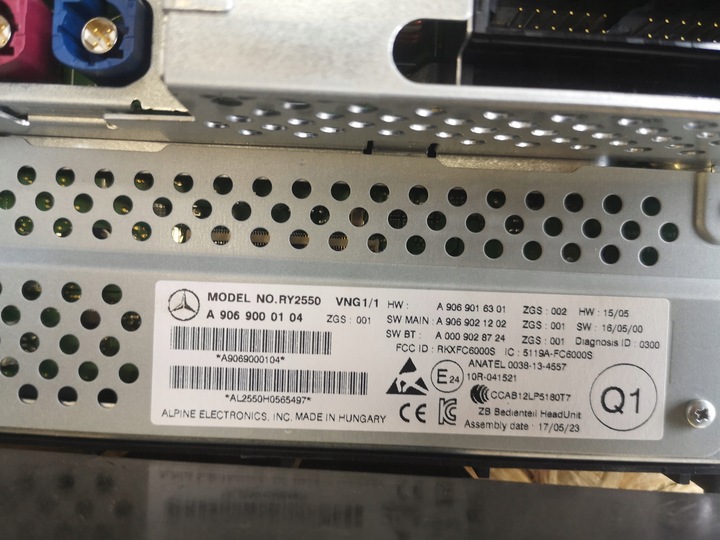 MODEL NO.RY2550 VNG1/1 HW : A 906 901 63 01 ZGS : 002 HW : 15/05
A 906 900 01 04 ZGS : 001 SW MAIN : A 906 902 12 02 ZGS : 001 SW : 16/05/00
SW BT : A 000 902 87 24 ZGS : 001 Diagnosis ID : 0300
FCC ID : RKXFC6000S IC : 5119A-FC6000S
*A9069000104*
ANATEL 0038-13-4557
E24 10R-041521
CCAB12LP5180T7
*AL2550H0565497*
ZB Bedienteil HeadUnit
ALPINE ELECTRONICS, INC. MADE IN HUNGARY
CE
Assembly date : 17/05/23
Q1